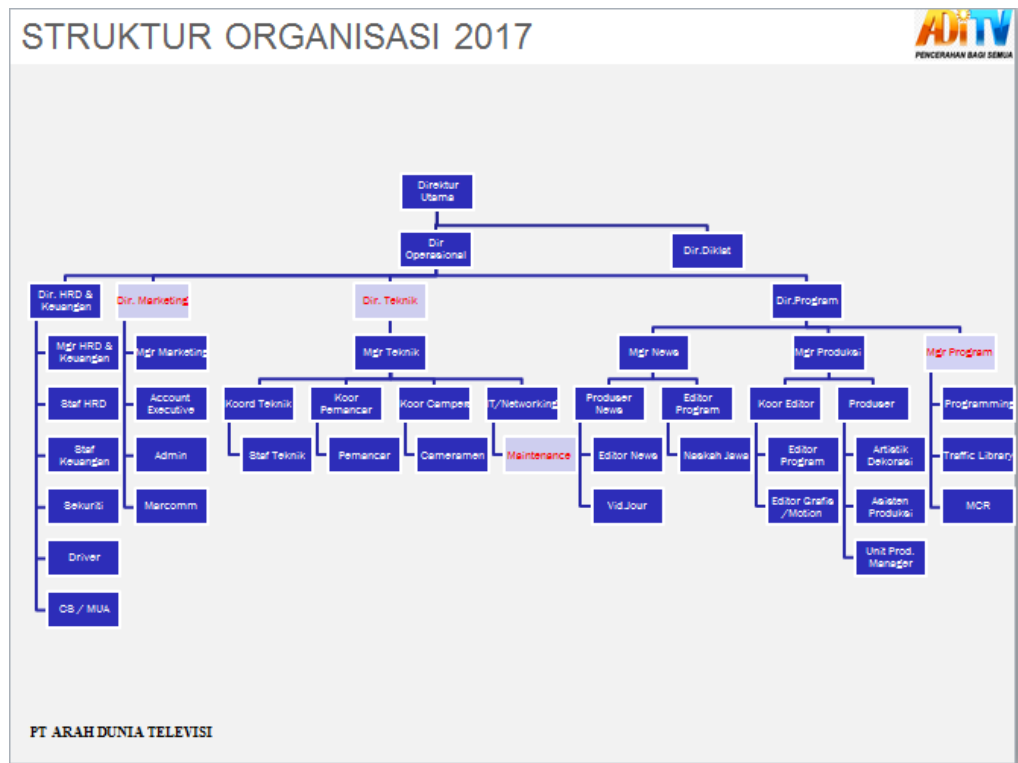 STRUKTUR ORGANISASI 2017
ADiTV
PENCERAHAN BAGI SEMUA
Direktur
Utama
Dir
Operasional
Dir.Diklat
Dir. HRD &
Keuangan
Dir. Marketing
Dir. Teknik
Dir.Program
Mgr HRD &
Keuangan
Mgr Marketing
Mgr Teknik
Mgr News
Mgr Produksi
Mgr Program
Staf HRD
Account
Executive
Koord Teknik
Koor
Pemancar
Koor Campers
IT/Networking
Produser
News
Editor
Program
Koor Editor
Produser
Programming
Staf
Keuangan
Admin
Staf Teknik
Pemancar
Cameramen
Maintenance
Editor News
Naskah Jawa
Editor
Program
Artistik
Dekorasi
Traffic Library
Sekuriti
Marcomm
Vid.Jour
Editor Grafis
/Motion
Asisten
Produksi
MCR
Driver
Unit Prod.
Manager
CS / MUA
PT ARAH DUNIA TELEVISI